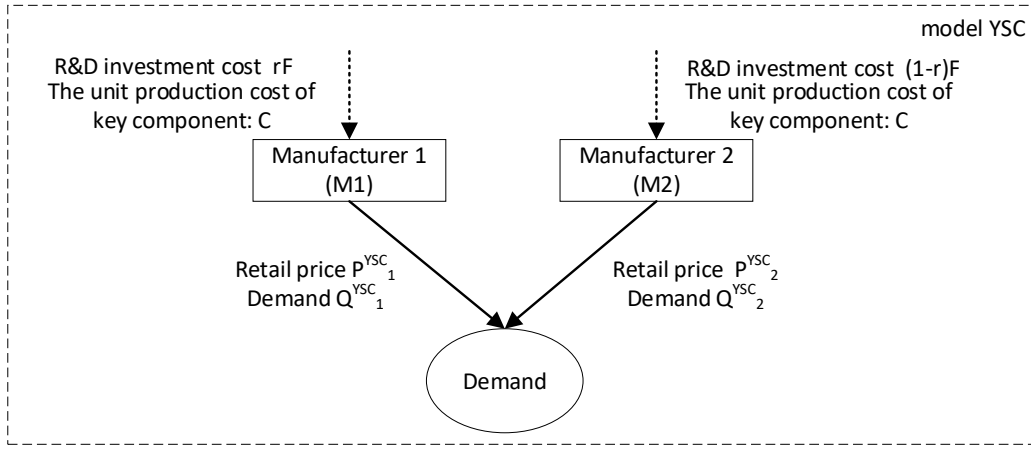 model YSC
R&D investment cost rF
The unit production cost of
key component: C
R&D investment cost (1-r)F
The unit production cost of
key component: C
Manufacturer 1
(M1)
Manufacturer 2
(M2)
Retail price P^YSC_1
Demand Q^YSC_1
Retail price P^YSC_2
Demand Q^YSC_2
Demand